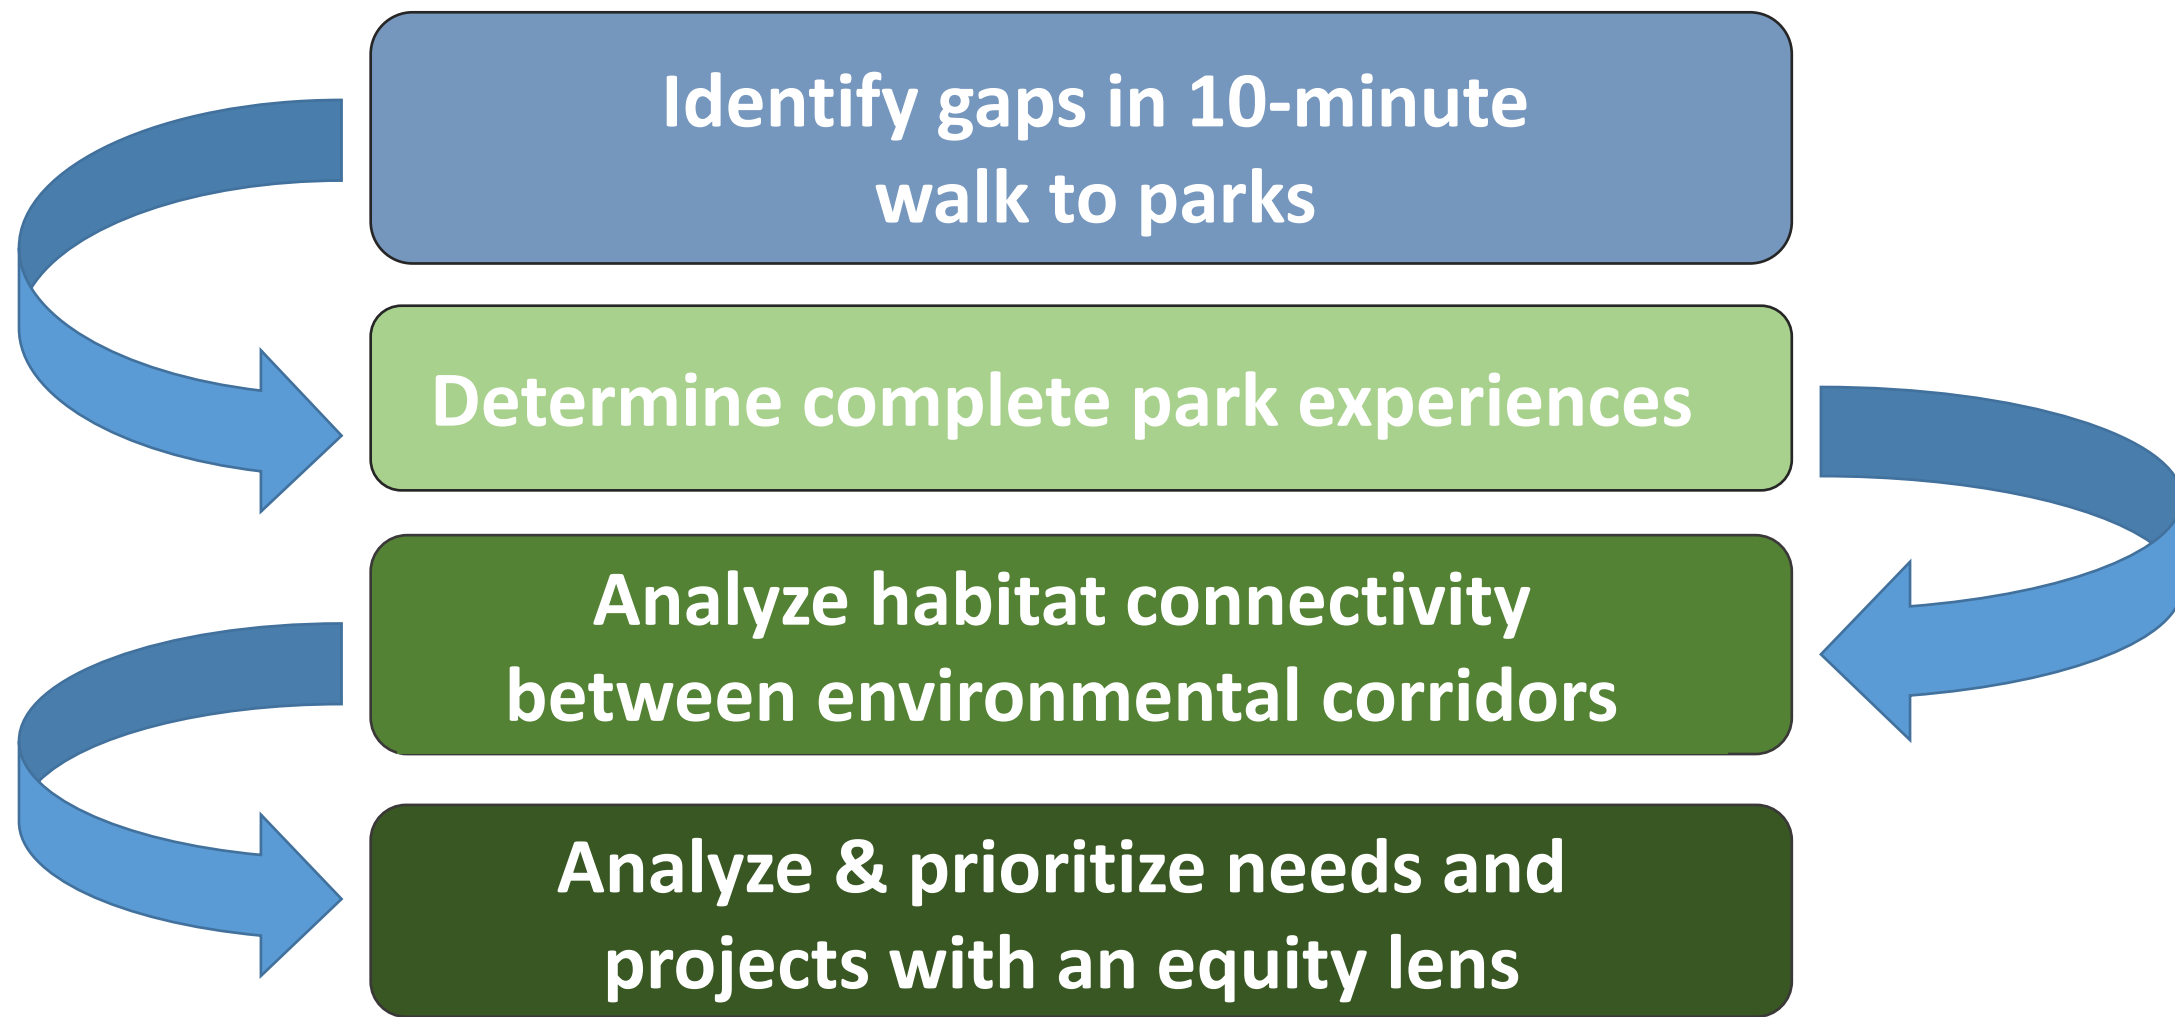 Identify gaps in 10-minute
walk to parks
Determine complete park experiences
Analyze habitat connectivity
between environmental corridors
Analyze & prioritize needs and
projects with an equity lens